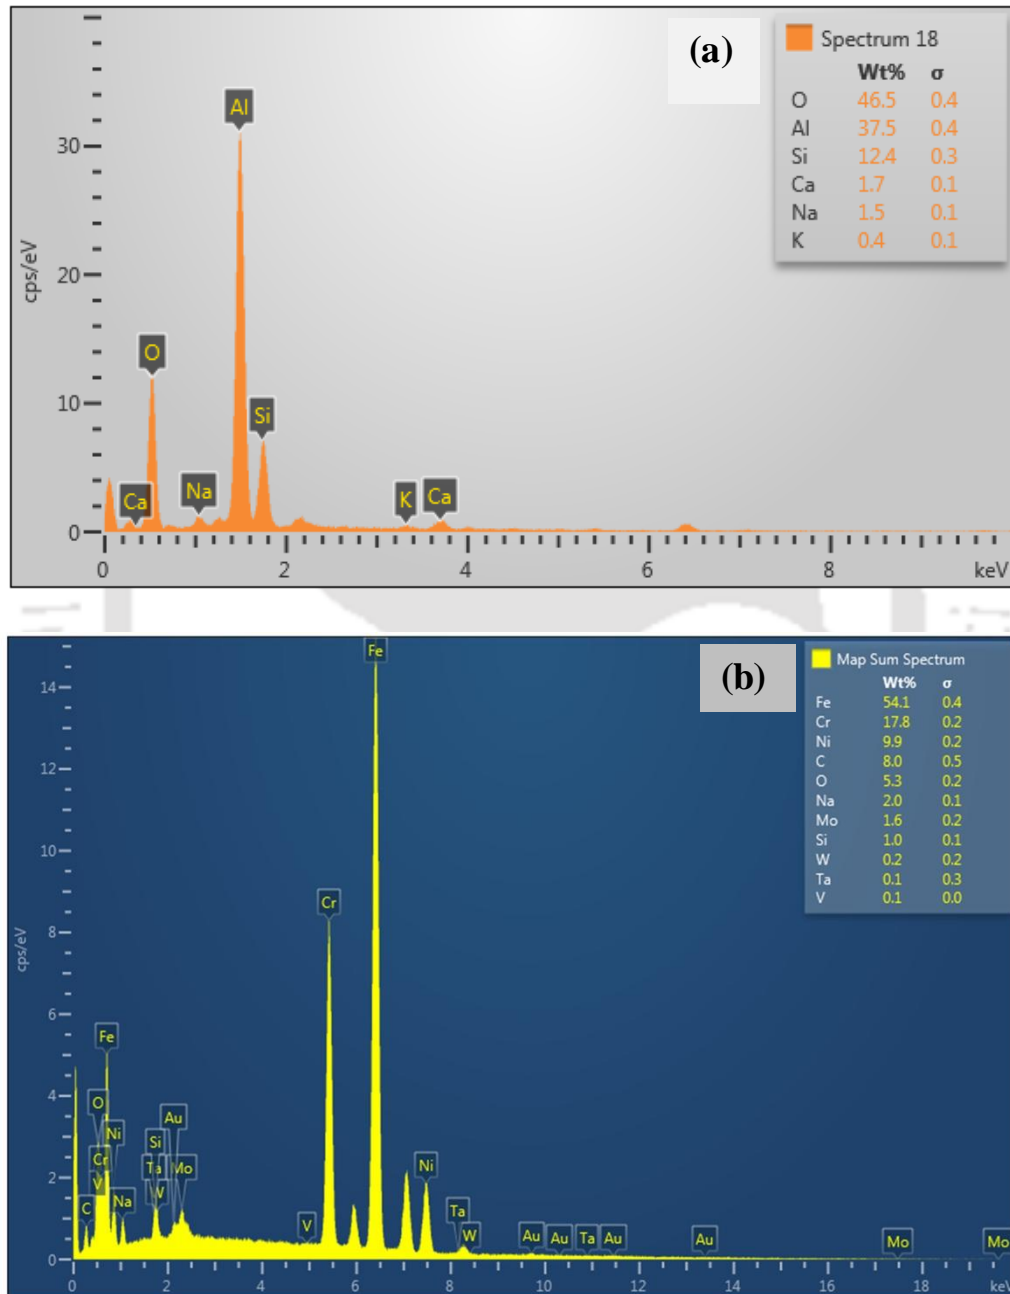 (a)
Spectrum 18
Wt% σ
O 46.5 0.4
Al 37.5 0.4
Si 12.4 0.3
Ca 1.7 0.1
Na 1.5 0.1
K 0.4 0.1
Al
30
cps/eV
20
O
10
Si
Ca
Na
K
Ca
0
0 2 4 6 8 keV
(b)
Map Sum Spectrum
Wt% σ
Fe 54.1 0.4
Cr 17.8 0.2
Ni 9.9 0.2
C 8.0 0.5
O 5.3 0.2
Na 2.0 0.1
Mo 1.6 0.2
Si 1.0 0.1
W 0.2 0.2
Ta 0.1 0.3
V 0.1 0.0
Fe
14
12
10
Cr
8
cps/eV
6
Fe
4
O
Au
Ni
Si
Cr
Ta
Mo
Ni
2
V
W
C
Na
V
Ta
W
Au Au Ta Au Au Mo Mo
0
0 2 4 6 8 10 12 14 16 18 keV